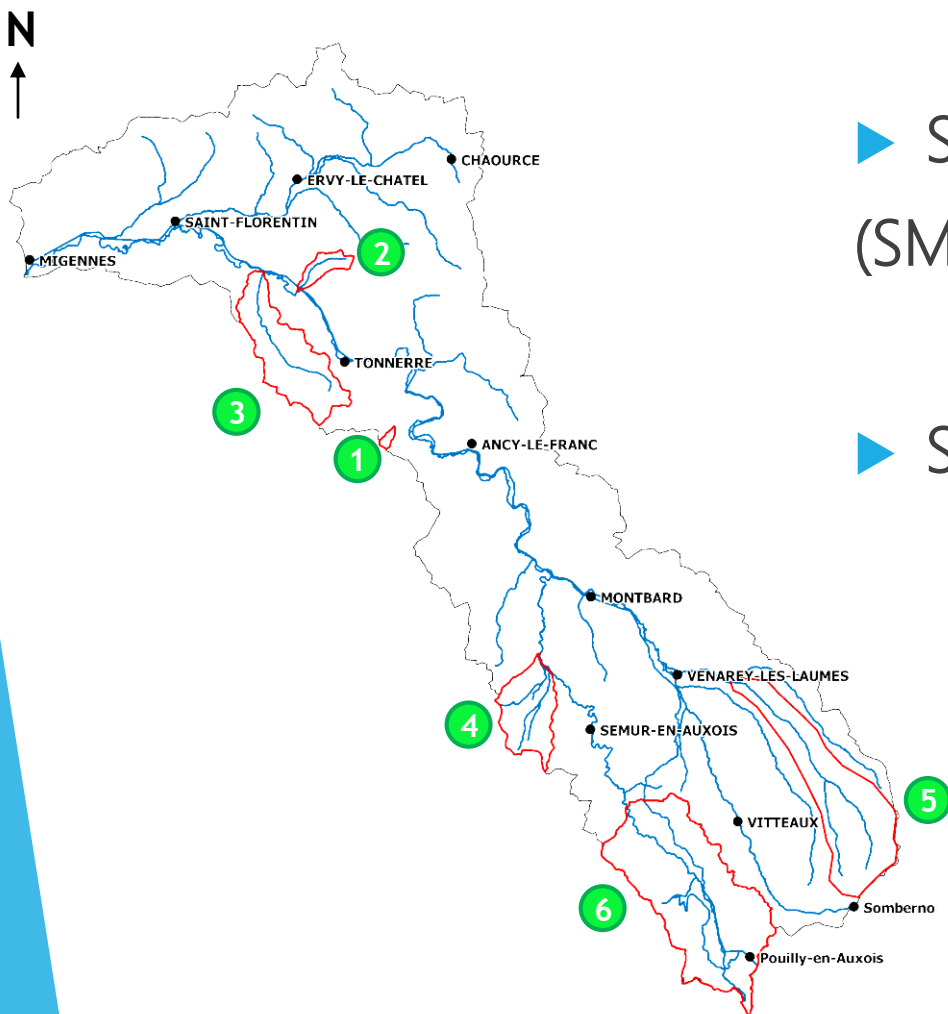 N
S
CHAOURCE
ERVY-LE-CHATEL
(SM
SAINT-FLORENTIN
2
MIGENNES
TONNERRE
3
S
ANCY-LE-FRANC
1
MONTBARD
VENAREY-LES-LAUMES
4
SEMUR-EN-AUXOIS
5
VITTEAUX
6
Somberno
Pouilly-en-Auxois